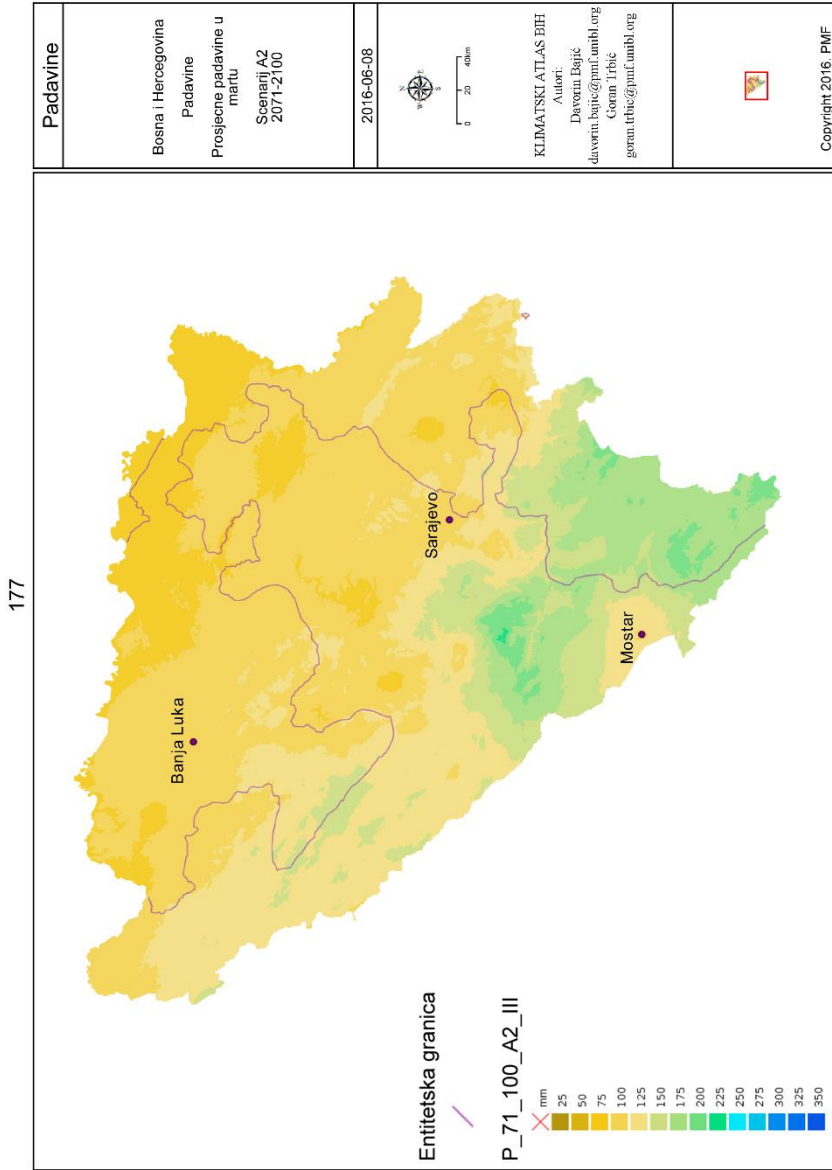 177
Padavine
Bosna i Hercegovina
Padavine
Prosjecne padavine u
martu
Scenarij A2
2071-2100
2016-06-08
N
W
E
S
0 20 40km
KLIMATSKI ATLAS BIH
Autori:
Davorin Bajić
davorin.bajic@pmf.unibl.org
Goran Trbić
goran.trbic@pmf.unibl.org
Copyright 2016. PMF
Banja Luka
Sarajevo
Mostar
Entitetska granica
P_71_100_A2_III
mm
25
50
75
100
125
150
175
200
225
250
275
300
325
350